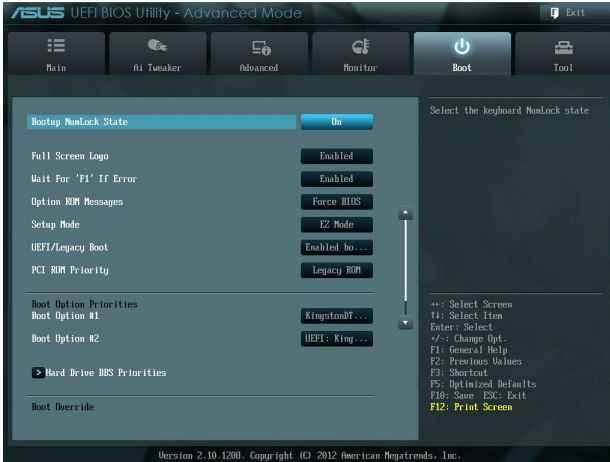 ASUS UEFI BIOS Utility - Advanced Mode
Exit
Main
Ai Tweaker
Advanced
Monitor
Boot
Tool
Bootup NumLock State
On
Full Screen Logo
Enabled
Wait For 'F1' If Error
Enabled
Option ROM Messages
Force BIOS
Setup Mode
EZ Mode
UEFI/Legacy Boot
Enabled bo...
PCI ROM Priority
Legacy ROM
Boot Option Priorities
Boot Option #1
KingstonDT...
Boot Option #2
UEFI: King...
> Hard Drive BBS Priorities
Boot Override
Select the keyboard NumLock state
→←: Select Screen
↑↓: Select Item
Enter: Select
+/-: Change Opt.
F1: General Help
F2: Previous Values
F3: Shortcut
F5: Optimized Defaults
F10: Save ESC: Exit
F12: Print Screen
Version 2.10.1208. Copyright (C) 2012 American Megatrends, Inc.